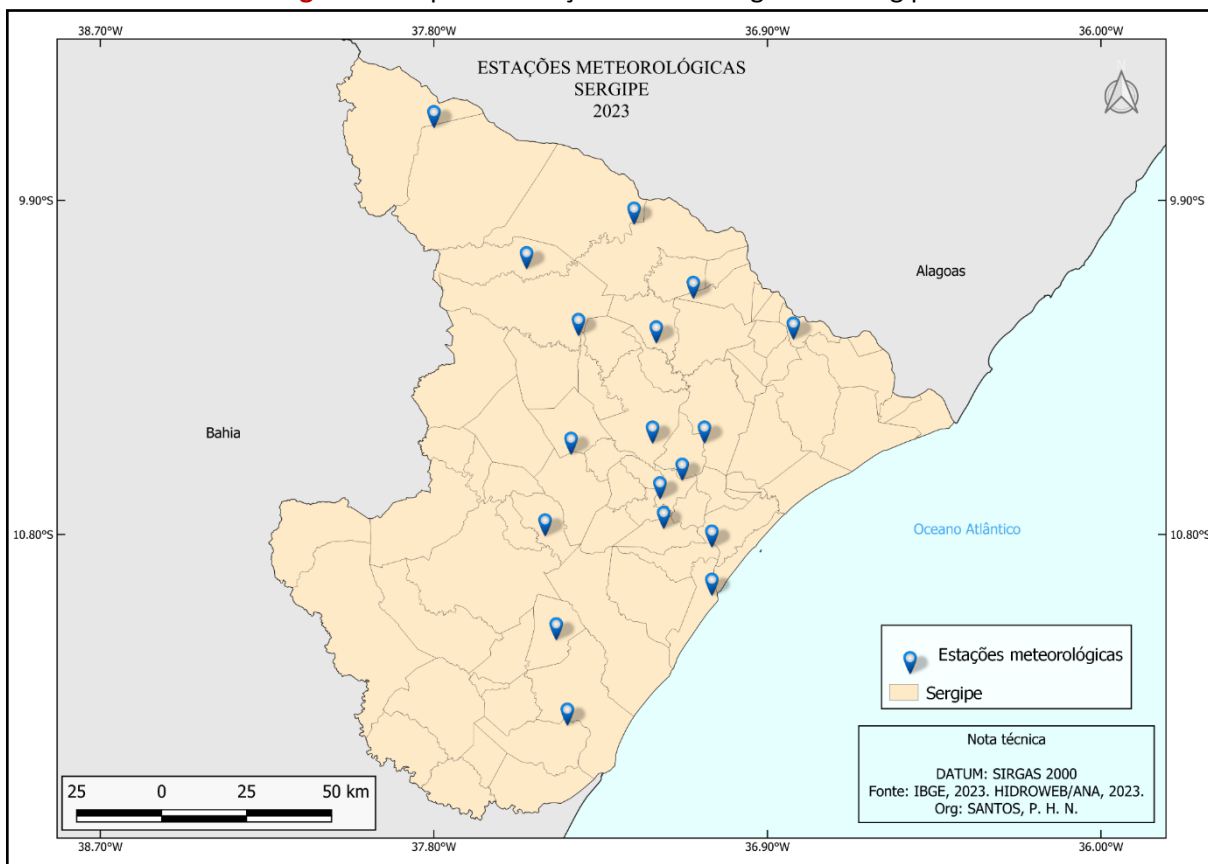 38.70°W 37.80°W 36.90°W 36.00°W
ESTAÇÕES METEOROLÓGICAS
SERGIPE
2023
N
9.90°S 9.90°S
Alagoas
Bahia
10.80°S 10.80°S
Oceano Atlântico
Estações meteorológicas
Sergipe
Nota técnica
DATUM: SIRGAS 2000
Fonte: IBGE, 2023. HIDROWEB/ANA, 2023.
Org: SANTOS, P. H. N.
25 0 25 50 km
38.70°W 37.80°W 36.90°W 36.00°W